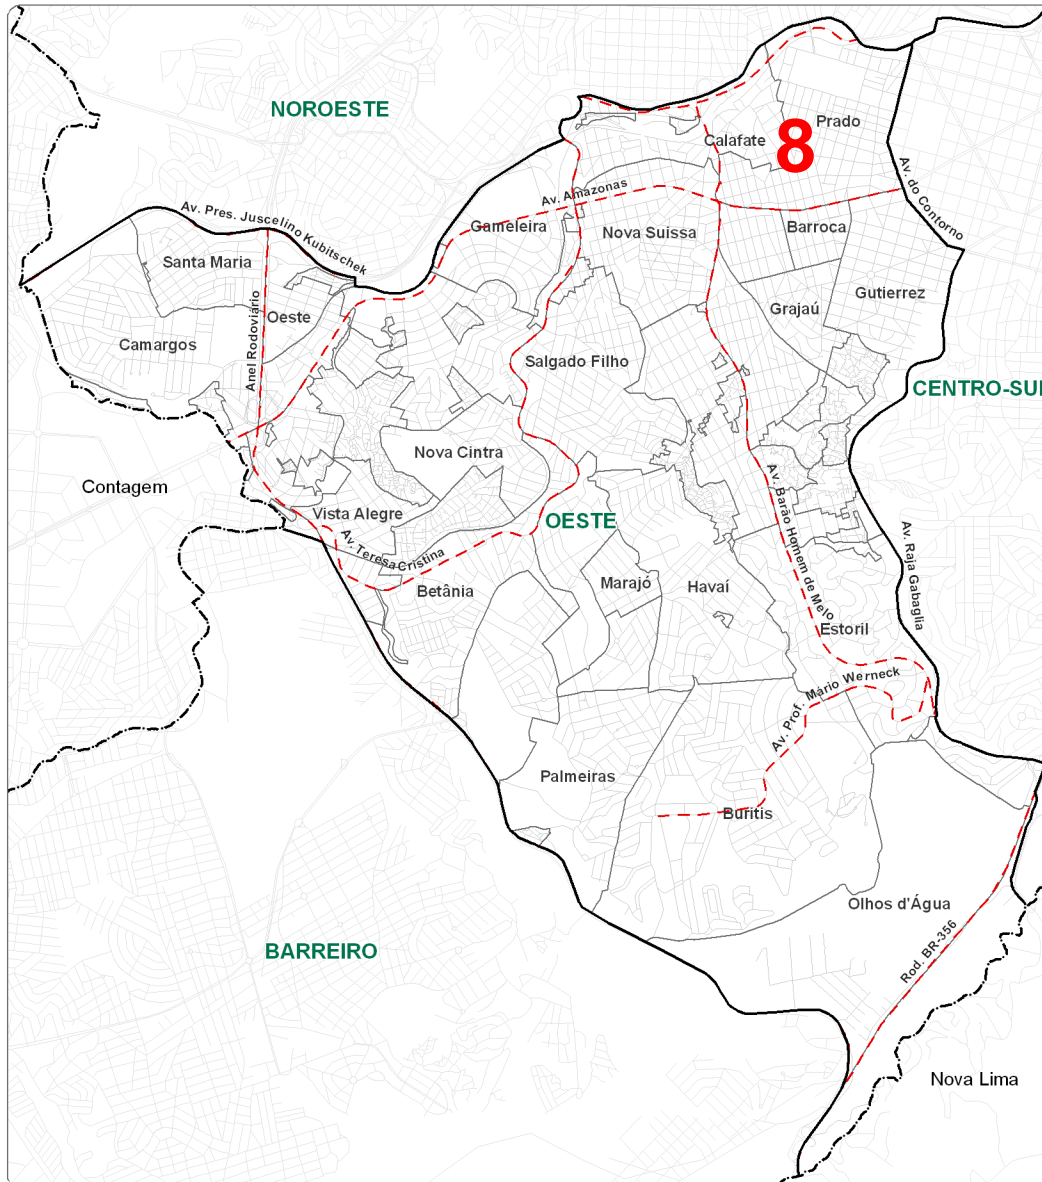 NOROESTE
Prado
8
Calafate
Av. do Contorno
Av. Amazonas
Av. Pres. Juscelino Kubitschek
Gameleira
Nova Suissa
Barroca
Santa Maria
Gutierrez
Grajaú
Oeste
Anel Rodoviário
Camargos
Salgado Filho
CENTRO-SUL
Nova Cintra
Contagem
Vista Alegre
OESTE
Av. Teresa Cristina
Av. Barão Homem de Melo
Av. Raja Gabaglia
Betânia
Marajó
Havaí
Estoril
Av. Prof. Mário Werneck
Palmeiras
Buritis
Olhos d'Água
BARREIRO
Rod. BR-356
Nova Lima